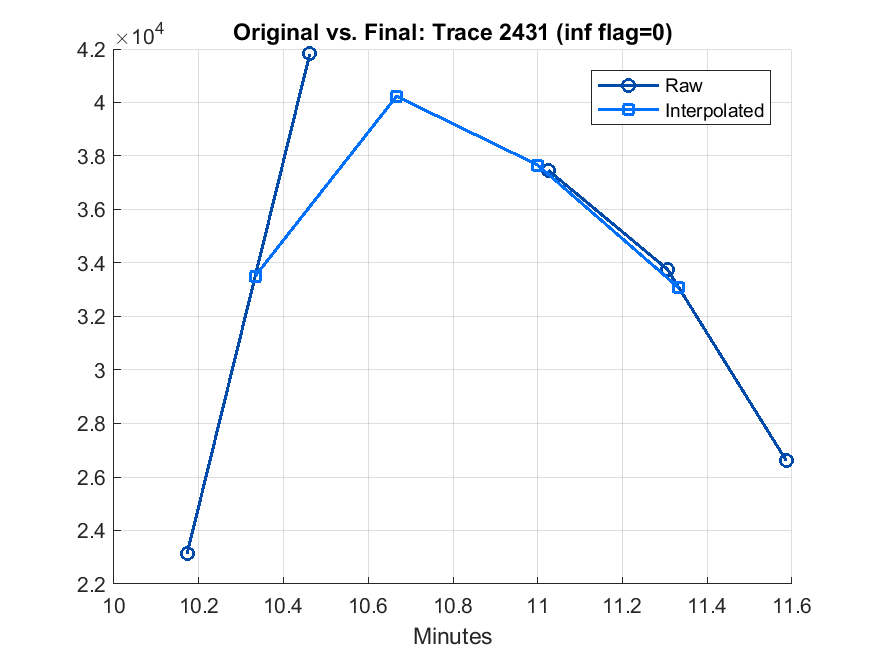 Original vs. Final: Trace 2431 (inf flag=0)
×10⁴
4.2
4
3.8
3.6
3.4
3.2
3
2.8
2.6
2.4
2.2
10 10.2 10.4 10.6 10.8 11 11.2 11.4 11.6
Minutes
Raw
Interpolated